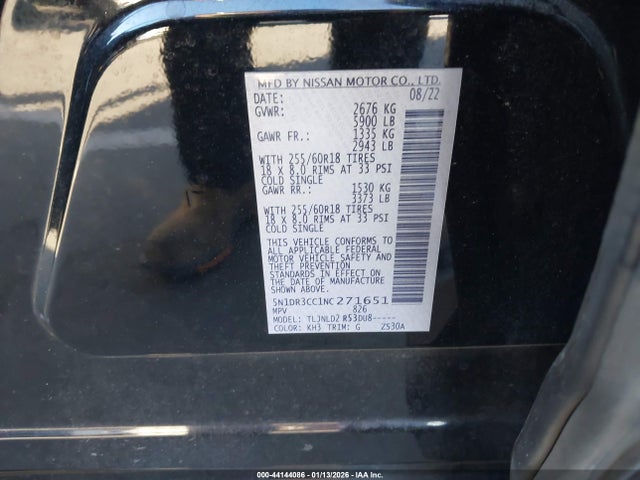 MFD BY NISSAN MOTOR CO., LTD.
DATE: 08/22
GVWR: 2676 KG
5900 LB
GAWR FR.: 1335 KG
2943 LB
WITH 255/60R18 TIRES
18 X 8.0 RIMS AT 33 PSI
COLD SINGLE
GAWR RR.: 1530 KG
3373 LB
WITH 255/60R18 TIRES
18 X 8.0 RIMS AT 33 PSI
COLD SINGLE
THIS VEHICLE CONFORMS TO
ALL APPLICABLE FEDERAL
MOTOR VEHICLE SAFETY AND
THEFT PREVENTION
STANDARDS IN EFFECT ON
THE DATE OF MANUFACTURE
SHOWN ABOVE.
5N1DR3CC1NC271651
MPV 826
MODEL: TLJNLD2 R53DU8-----
COLOR: KH3 TRIM: G ZS30A
000-44144086 - 01/13/2026 - IAA Inc.